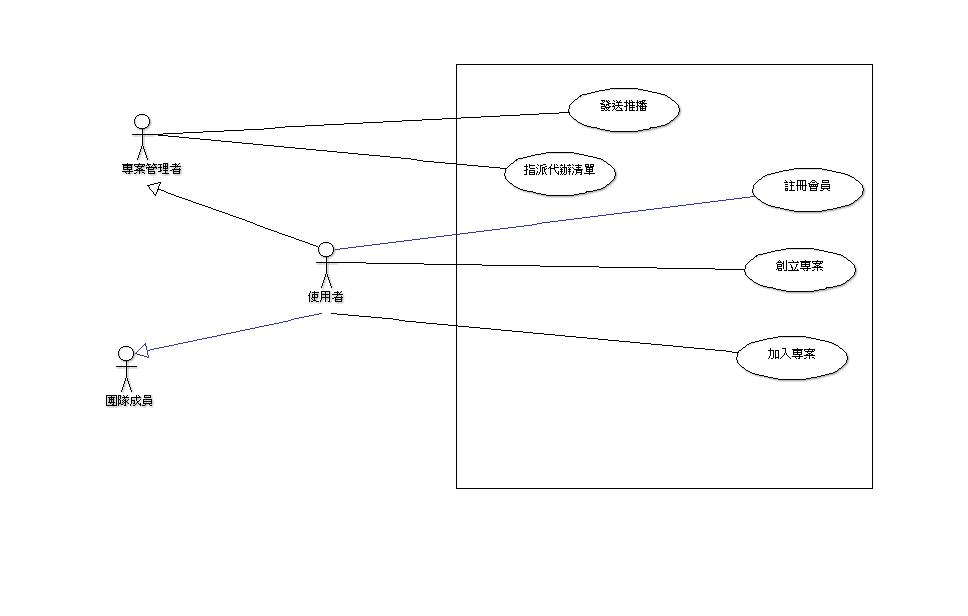 發送推播
專案管理者
指派代辦清單
註冊會員
創立專案
使用者
加入專案
團隊成員